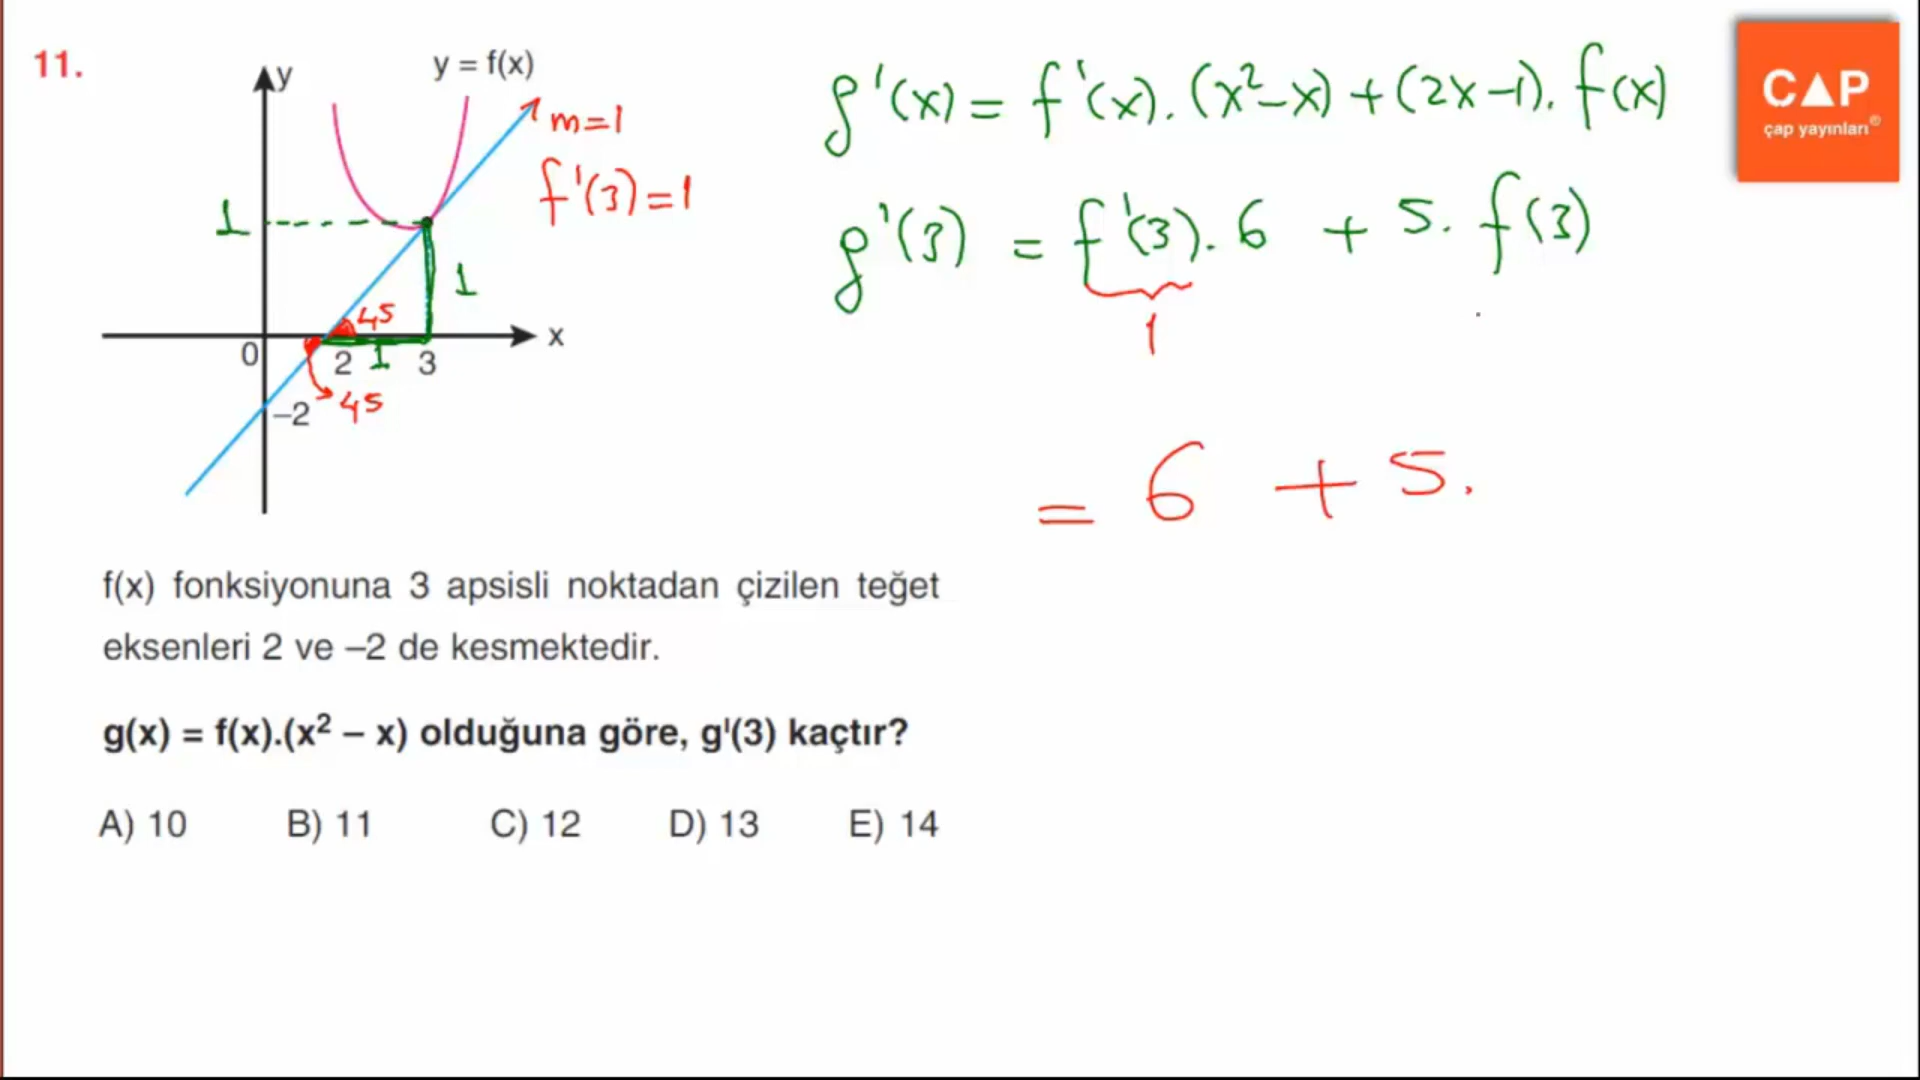 11.
y
y = f(x)
m=1
f'(3)=1
1
1
45
x
0
2
1
3
45
–2
g'(x) = f'(x).(x²–x)+(2x–1).f(x)
g'(3) = f'(3).6 + 5.f(3)
1
= 6 + 5.
CAP
çap yayınları®
f(x) fonksiyonuna 3 apsisli noktadan çizilen teğet
eksenleri 2 ve –2 de kesmektedir.
g(x) = f(x).(x² – x) olduğuna göre, g'(3) kaçtır?
A) 10 B) 11 C) 12 D) 13 E) 14